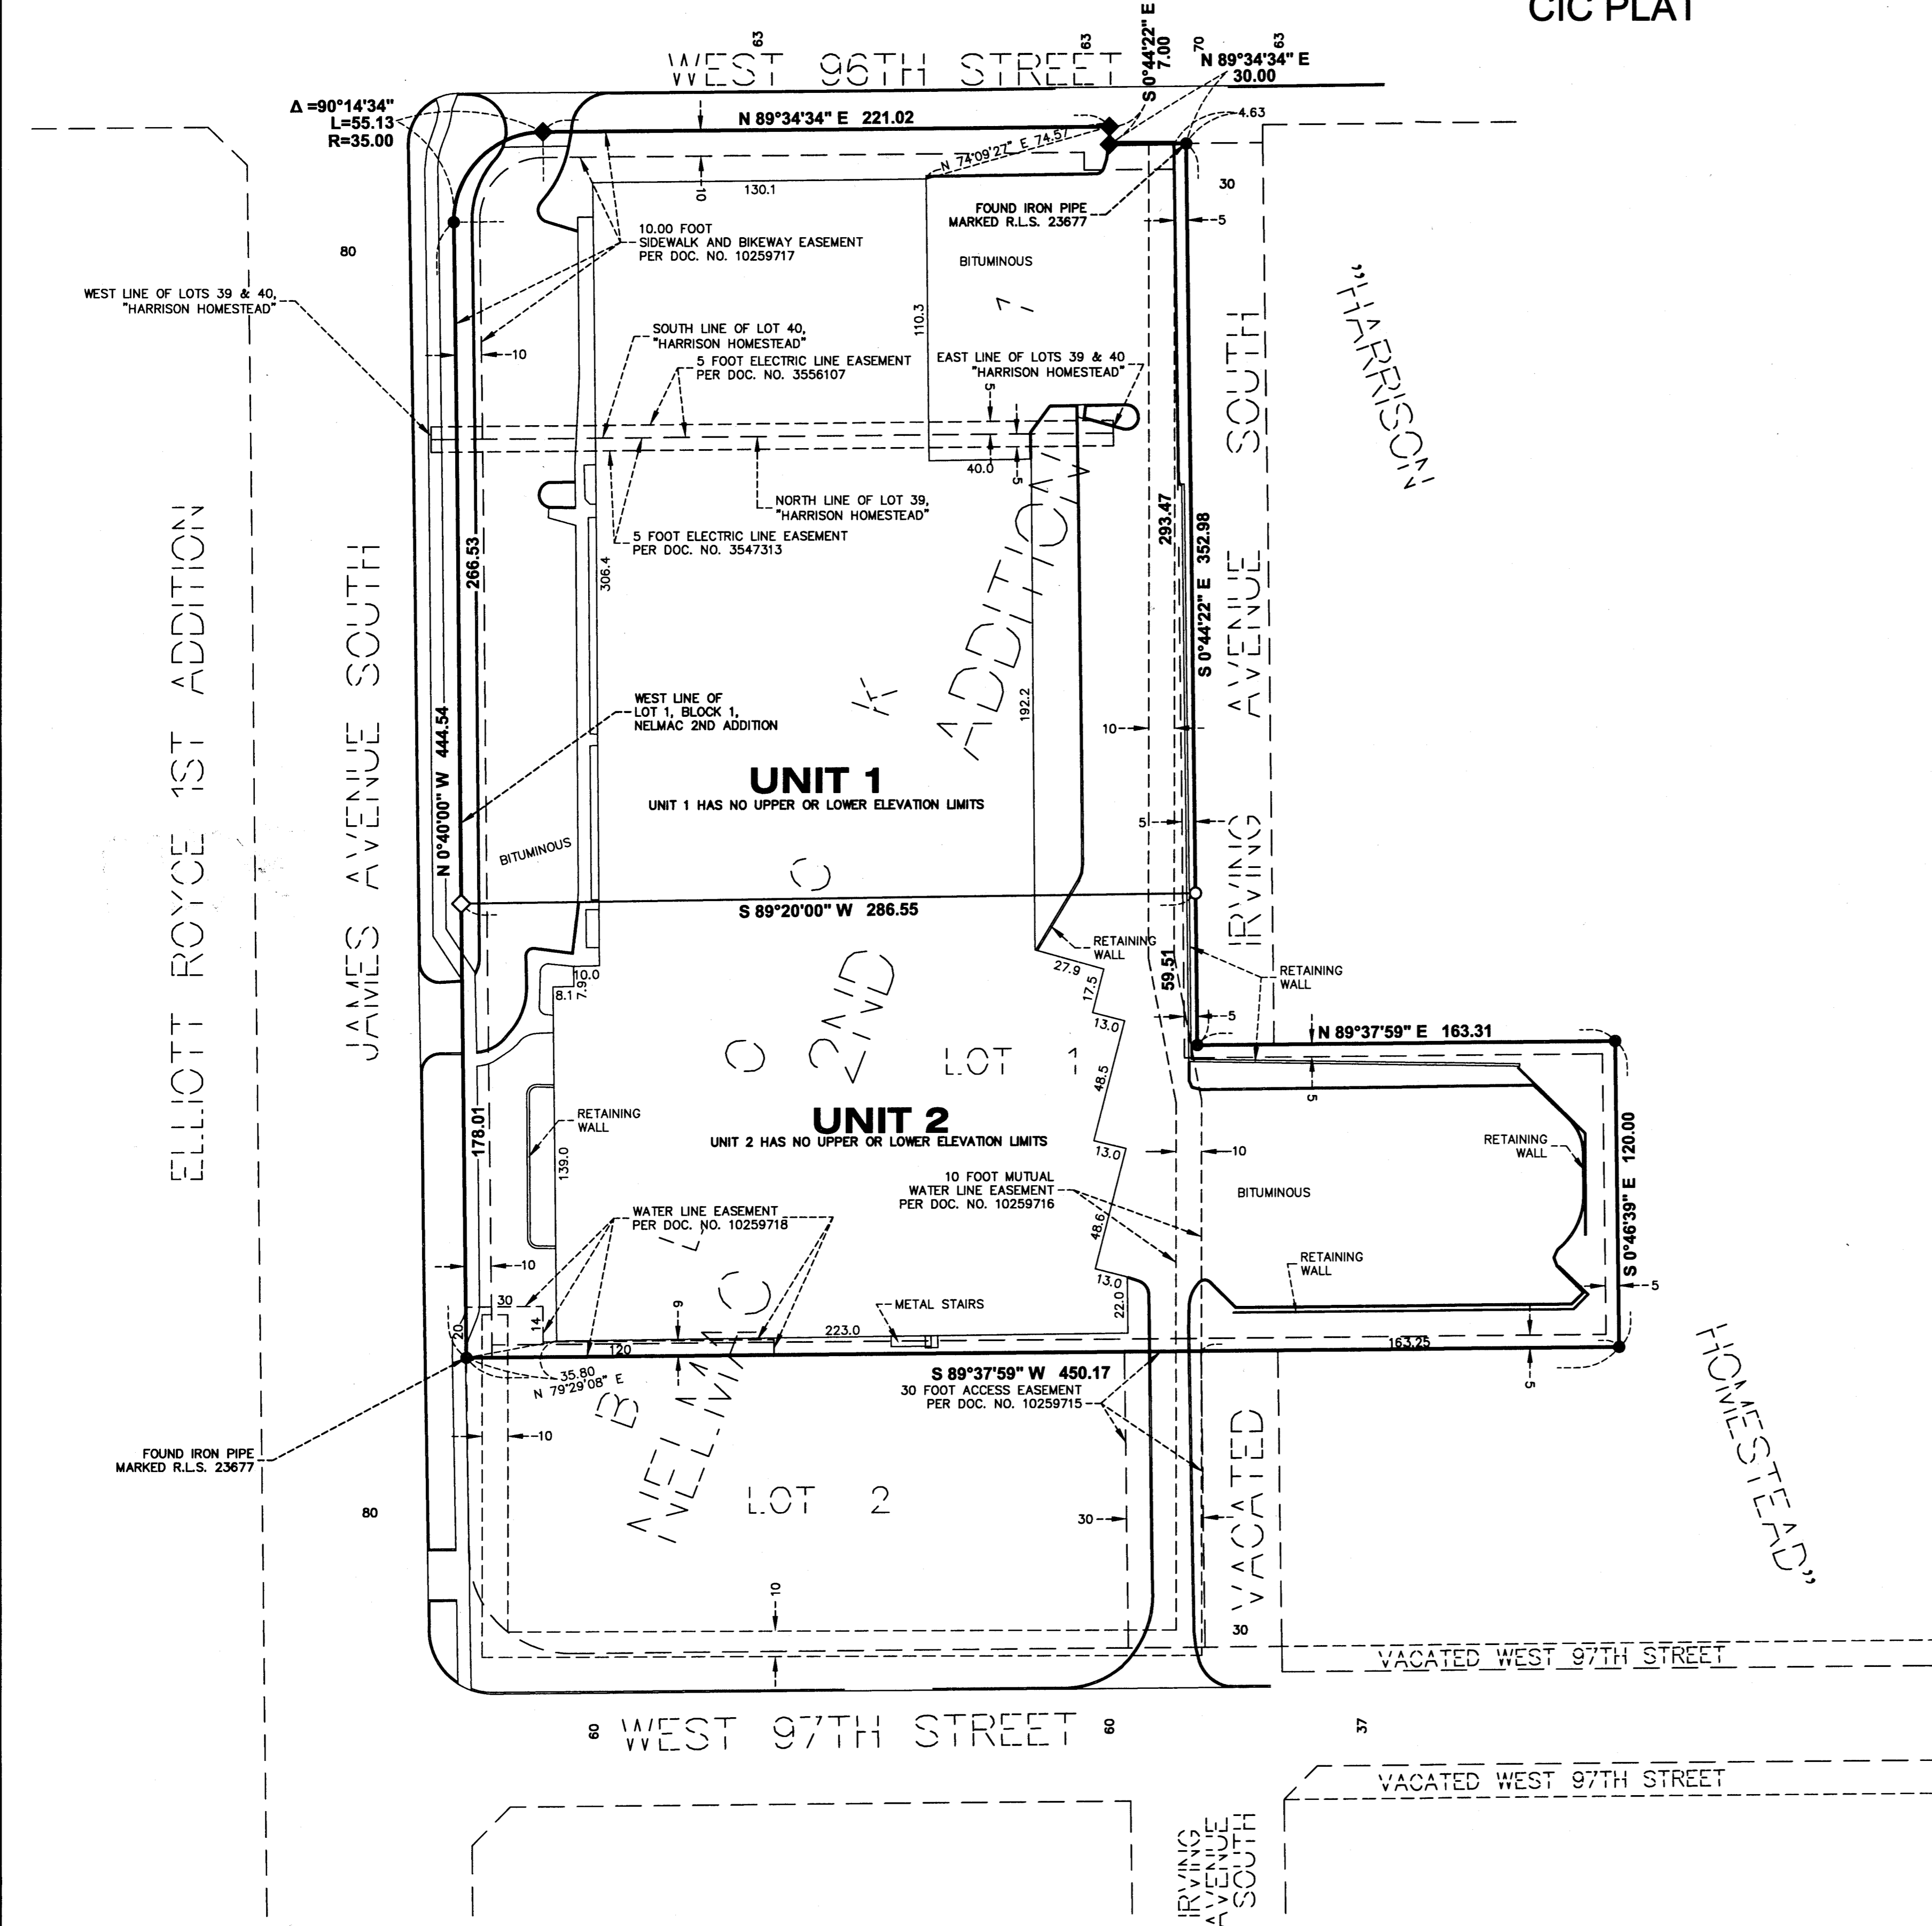 CIC PLAT
63
WEST 96TH STREET
63
S 0°44'22" E
7.00
70
63
N 89°34'34" E
30.00
Δ =90°14'34"
L=55.13
R=35.00
N 89°34'34" E 221.02
4.63
N 74°09'27" E 74.57
10
130.1
30
FOUND IRON PIPE
MARKED R.L.S. 23677
5
10.00 FOOT
SIDEWALK AND BIKEWAY EASEMENT
PER DOC. NO. 10259717
80
BITUMINOUS
"HARRISON
WEST LINE OF LOTS 39 & 40,
"HARRISON HOMESTEAD"
1
110.3
SOUTH LINE OF LOT 40,
"HARRISON HOMESTEAD"
10
5 FOOT ELECTRIC LINE EASEMENT
PER DOC. NO. 3556107
EAST LINE OF LOTS 39 & 40
"HARRISON HOMESTEAD"
5
40.0
5
NORTH LINE OF LOT 39,
"HARRISON HOMESTEAD"
5 FOOT ELECTRIC LINE EASEMENT
PER DOC. NO. 3547313
266.53
306.4
293.47
S 0°44'22" E 352.98
IRVING AVENUE SOUTH
ELLIOTT ROYCE 1ST ADDITION
JAMES AVENUE SOUTH
N 0°40'00" W 444.54
WEST LINE OF
LOT 1, BLOCK 1,
NELMAC 2ND ADDITION
192.2
10
UNIT 1
UNIT 1 HAS NO UPPER OR LOWER ELEVATION LIMITS
5
BITUMINOUS
S 89°20'00" W 286.55
RETAINING
WALL
27.9
17.5
59.51
RETAINING
WALL
10.0
7.9
8.1
13.0
5
N 89°37'59" E 163.31
LOT 1
48.5
5
UNIT 2
UNIT 2 HAS NO UPPER OR LOWER ELEVATION LIMITS
RETAINING
WALL
178.01
139.0
13.0
10
RETAINING
WALL
S 0°46'39" E 120.00
10 FOOT MUTUAL
WATER LINE EASEMENT
PER DOC. NO. 10259716
BITUMINOUS
WATER LINE EASEMENT
PER DOC. NO. 10259718
48.6
RETAINING
WALL
10
13.0
5
30
22.0
METAL STAIRS
20
14
9
223.0
120
163.25
35.80
N 79°29'08" E
S 89°37'59" W 450.17
5
30 FOOT ACCESS EASEMENT
PER DOC. NO. 10259715
BLOCK 1
NELMAC 2ND ADDITION
10
FOUND IRON PIPE
MARKED R.L.S. 23677
HOMESTEAD"
LOT 2
80
30
VACATED
10
30
VACATED WEST 97TH STREET
60
WEST 97TH STREET
60
37
VACATED WEST 97TH STREET
IRVING
AVENUE
SOUTH